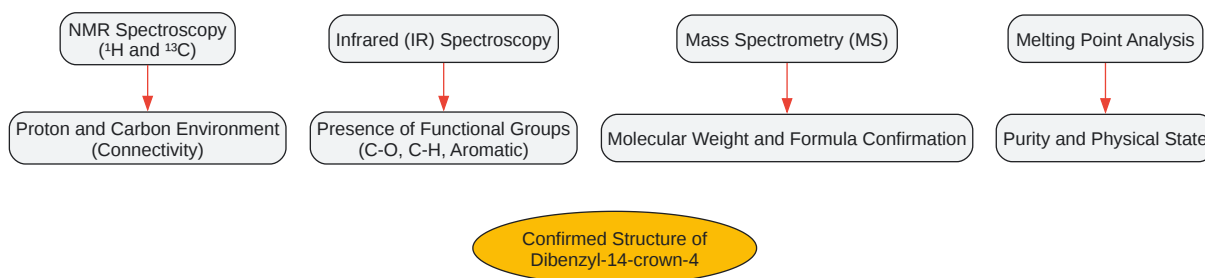 NMR Spectroscopy
(¹H and ¹³C)
Infrared (IR) Spectroscopy
Mass Spectrometry (MS)
Melting Point Analysis
Proton and Carbon Environment
(Connectivity)
Presence of Functional Groups
(C-O, C-H, Aromatic)
Molecular Weight and Formula Confirmation
Purity and Physical State
Confirmed Structure of
Dibenzyl-14-crown-4